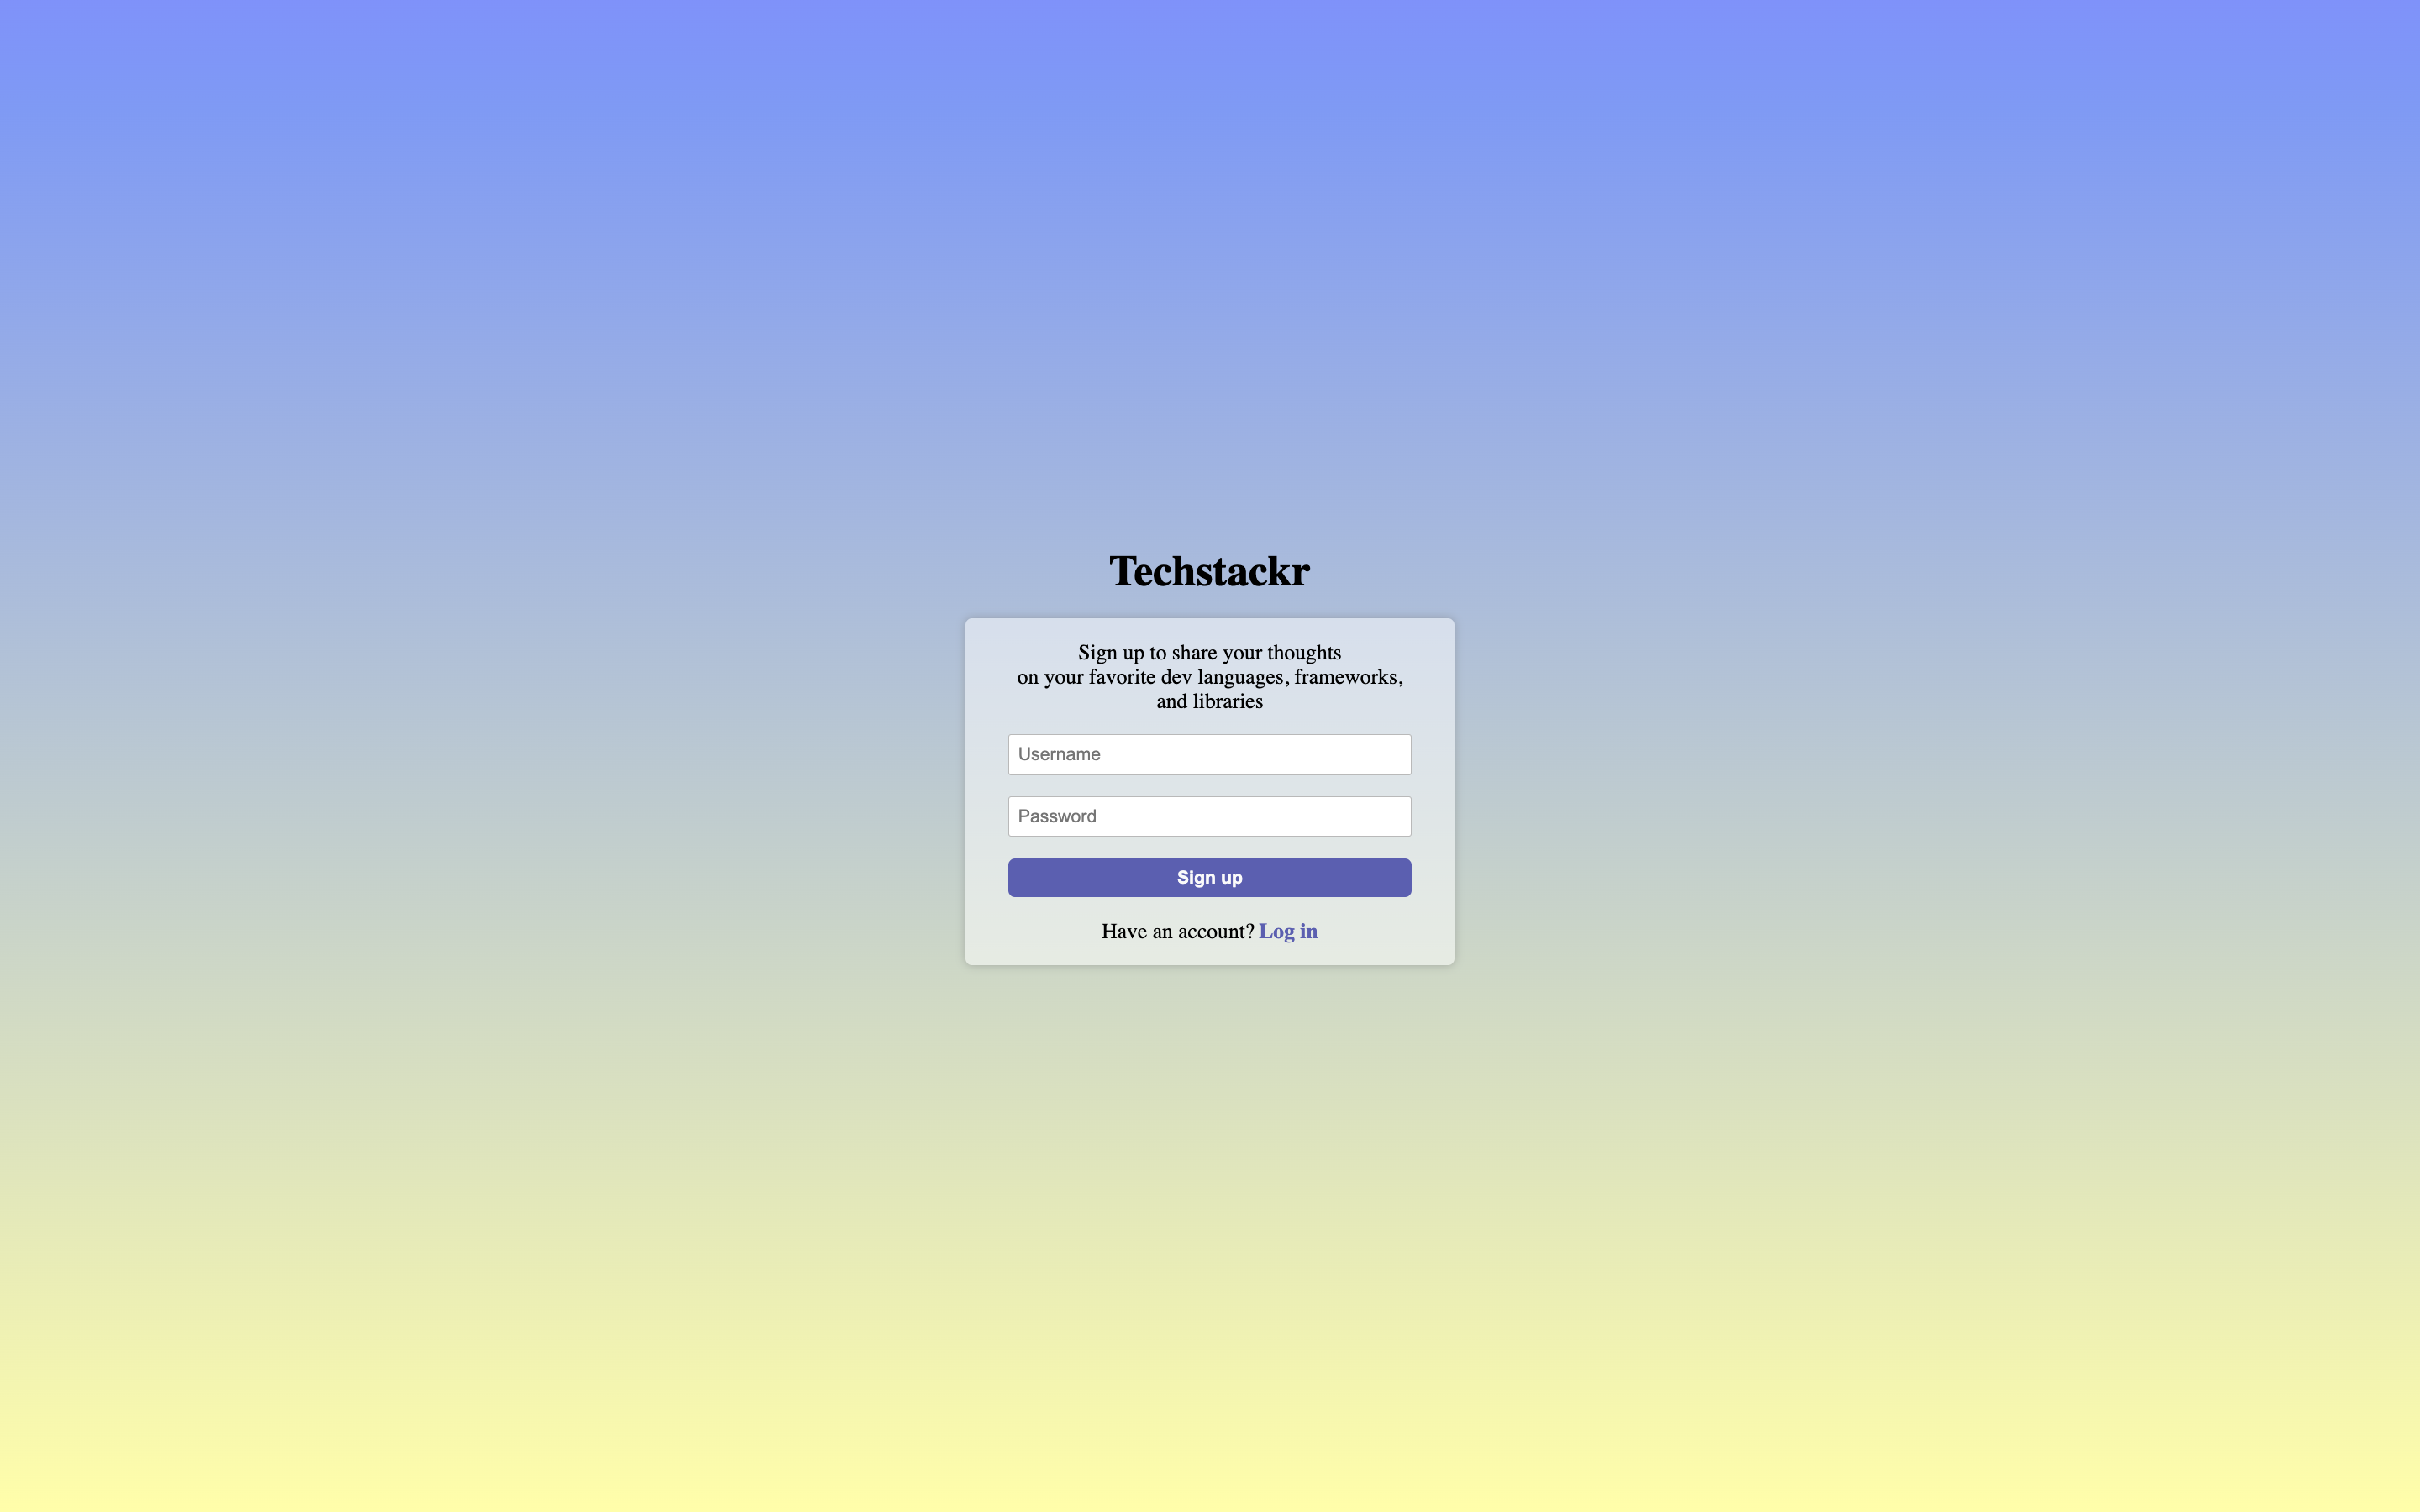 Techstackr
Sign up to share your thoughts
on your favorite dev languages, frameworks,
and libraries
Username
Password
Sign up
Have an account? Log in